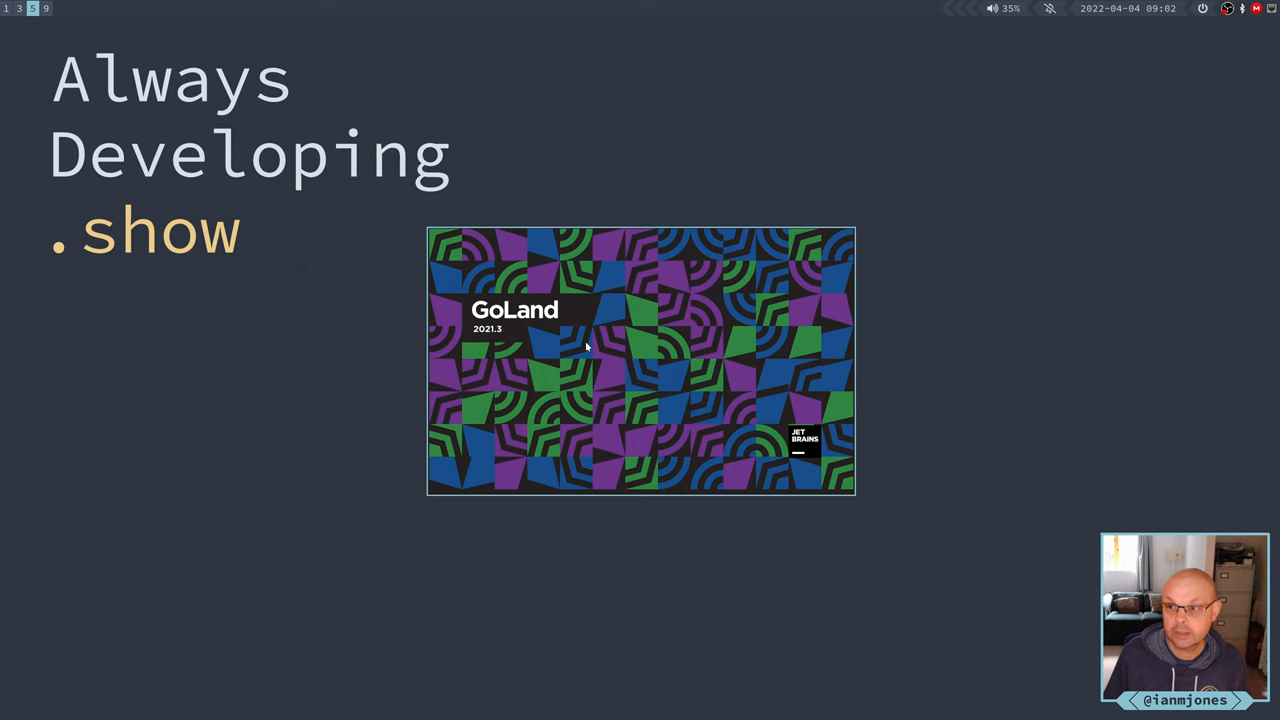 1 3 5 9
35%
2022-04-04 09:02
Always
Developing
.show
GoLand
2021.3
JET
BRAINS
@ianmjones